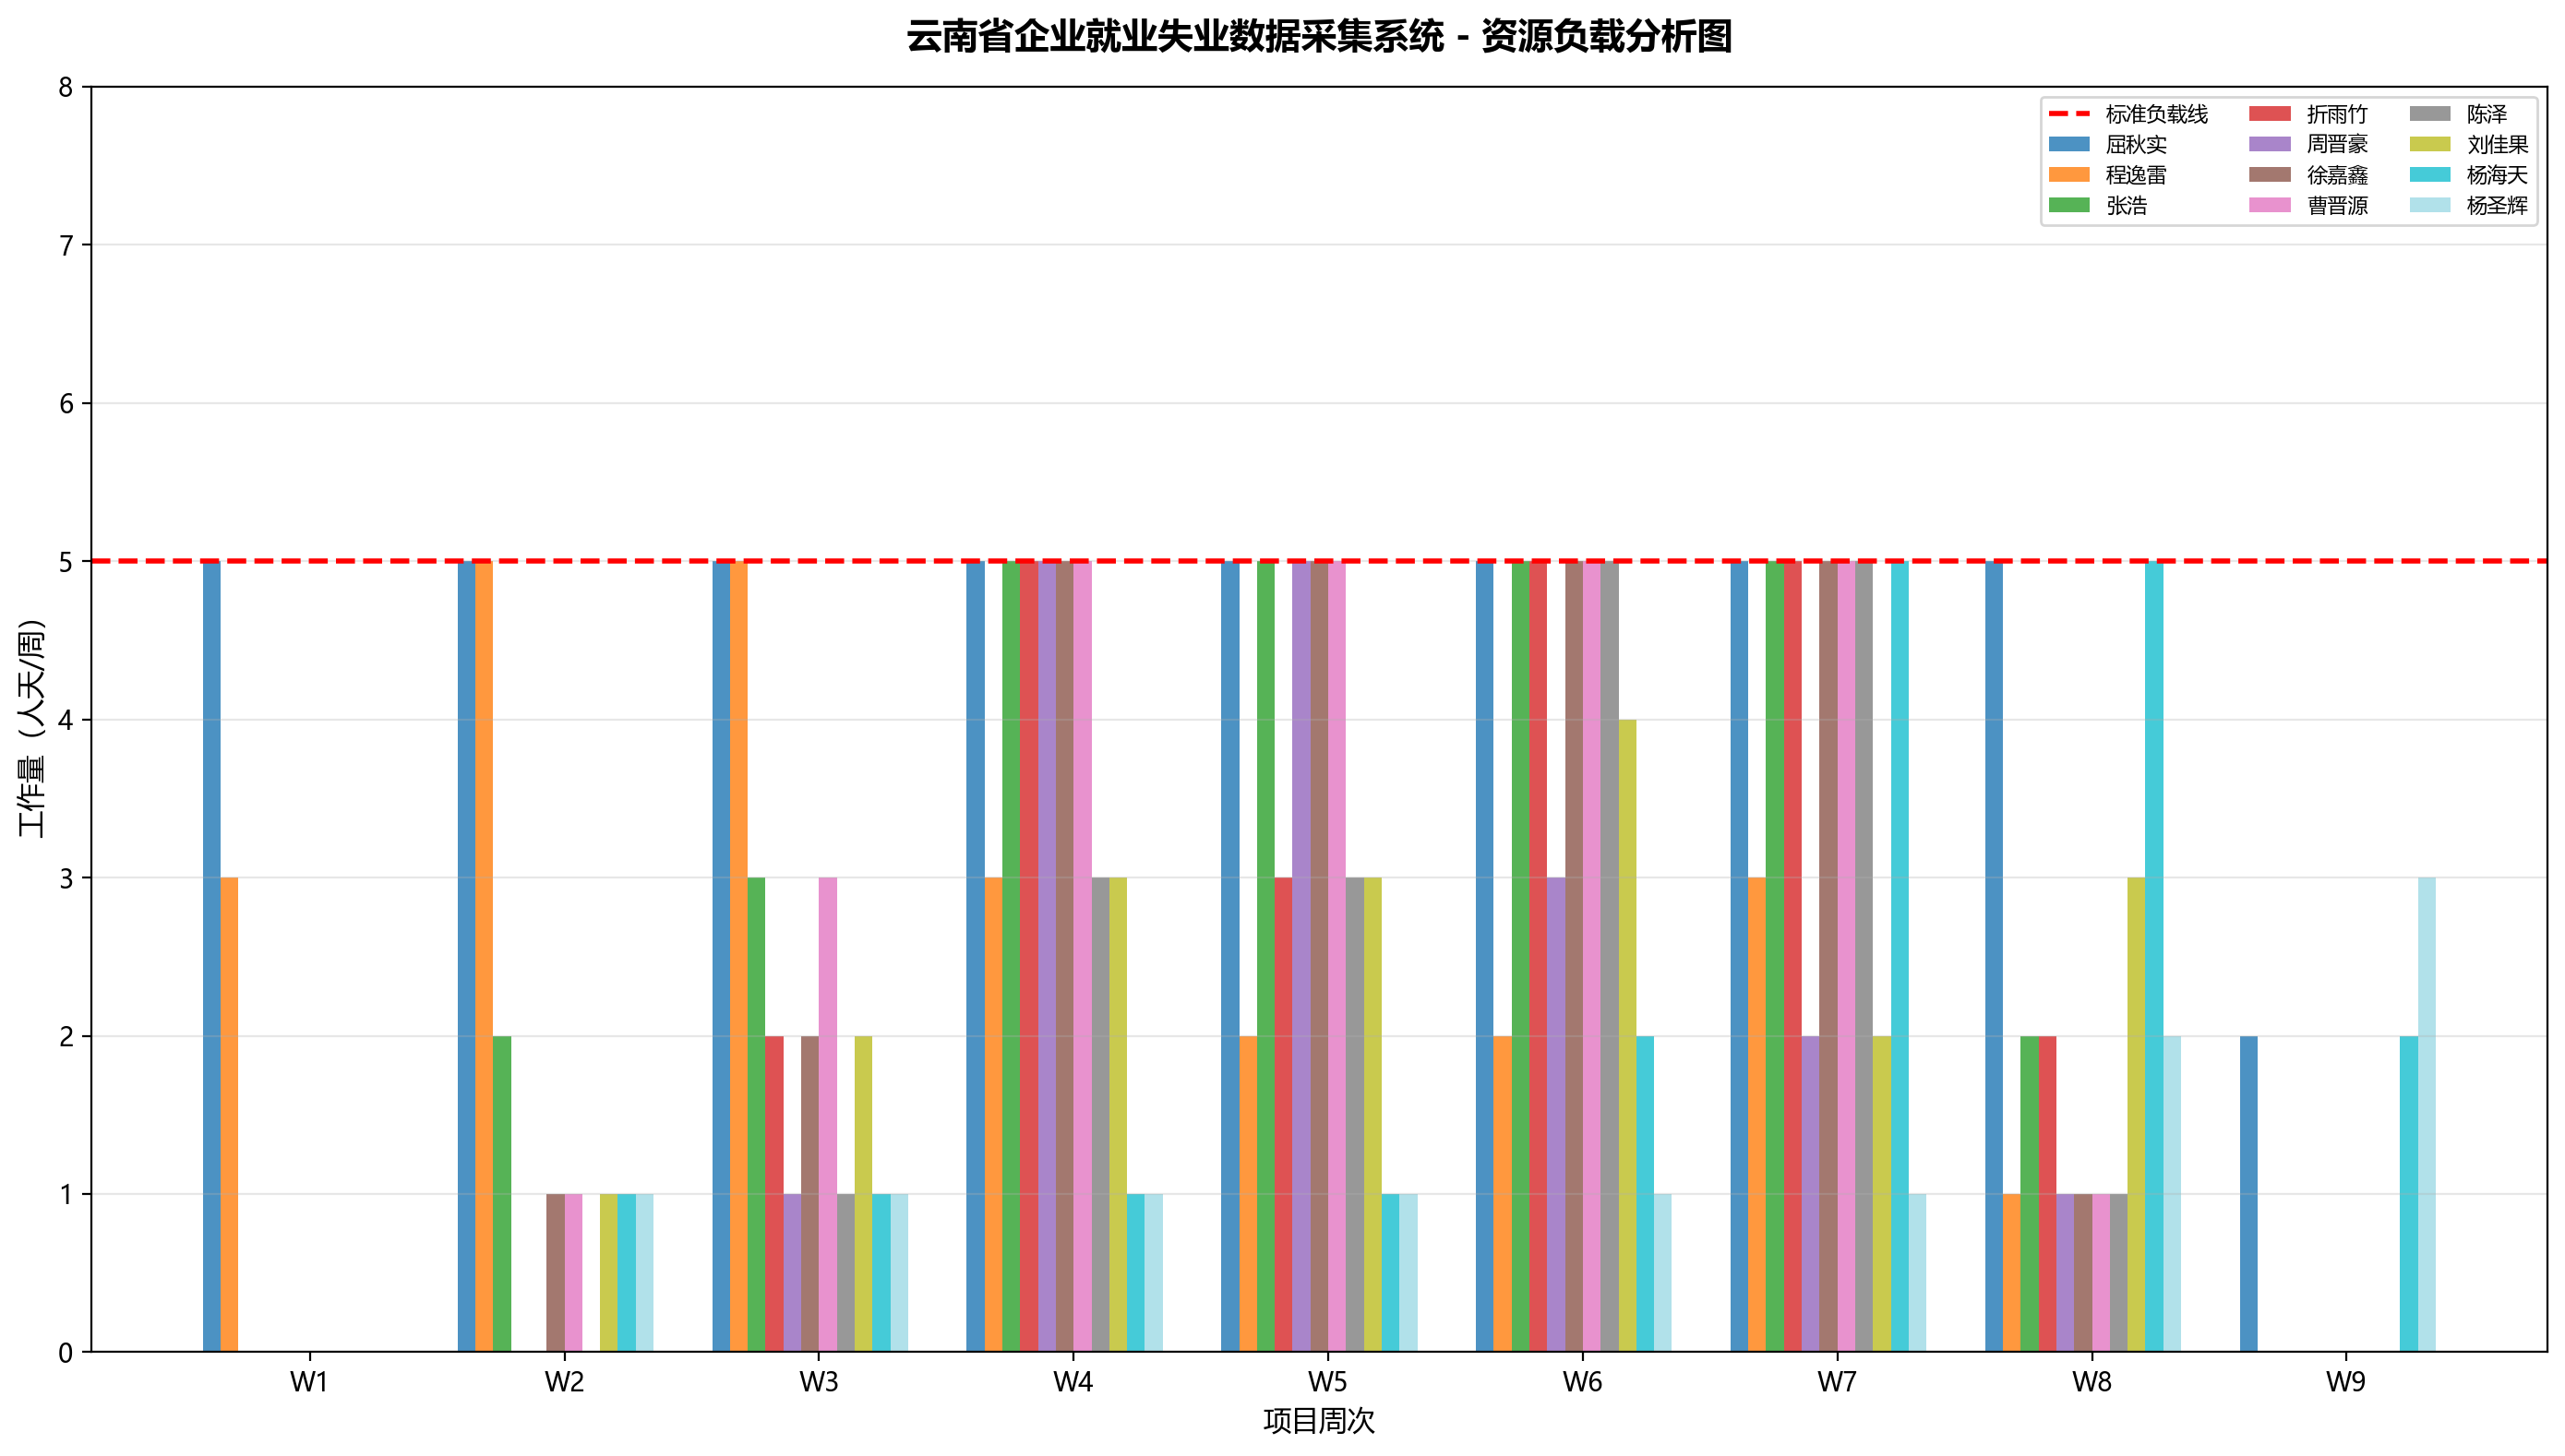 云南省企业就业失业数据采集系统 - 资源负载分析图
标准负载线
屈秋实
程逸雷
张浩
折雨竹
周晋豪
徐嘉鑫
曹晋源
陈泽
刘佳果
杨海天
杨圣辉
工作量（人天/周）
8
7
6
5
4
3
2
1
0
W1 W2 W3 W4 W5 W6 W7 W8 W9
项目周次